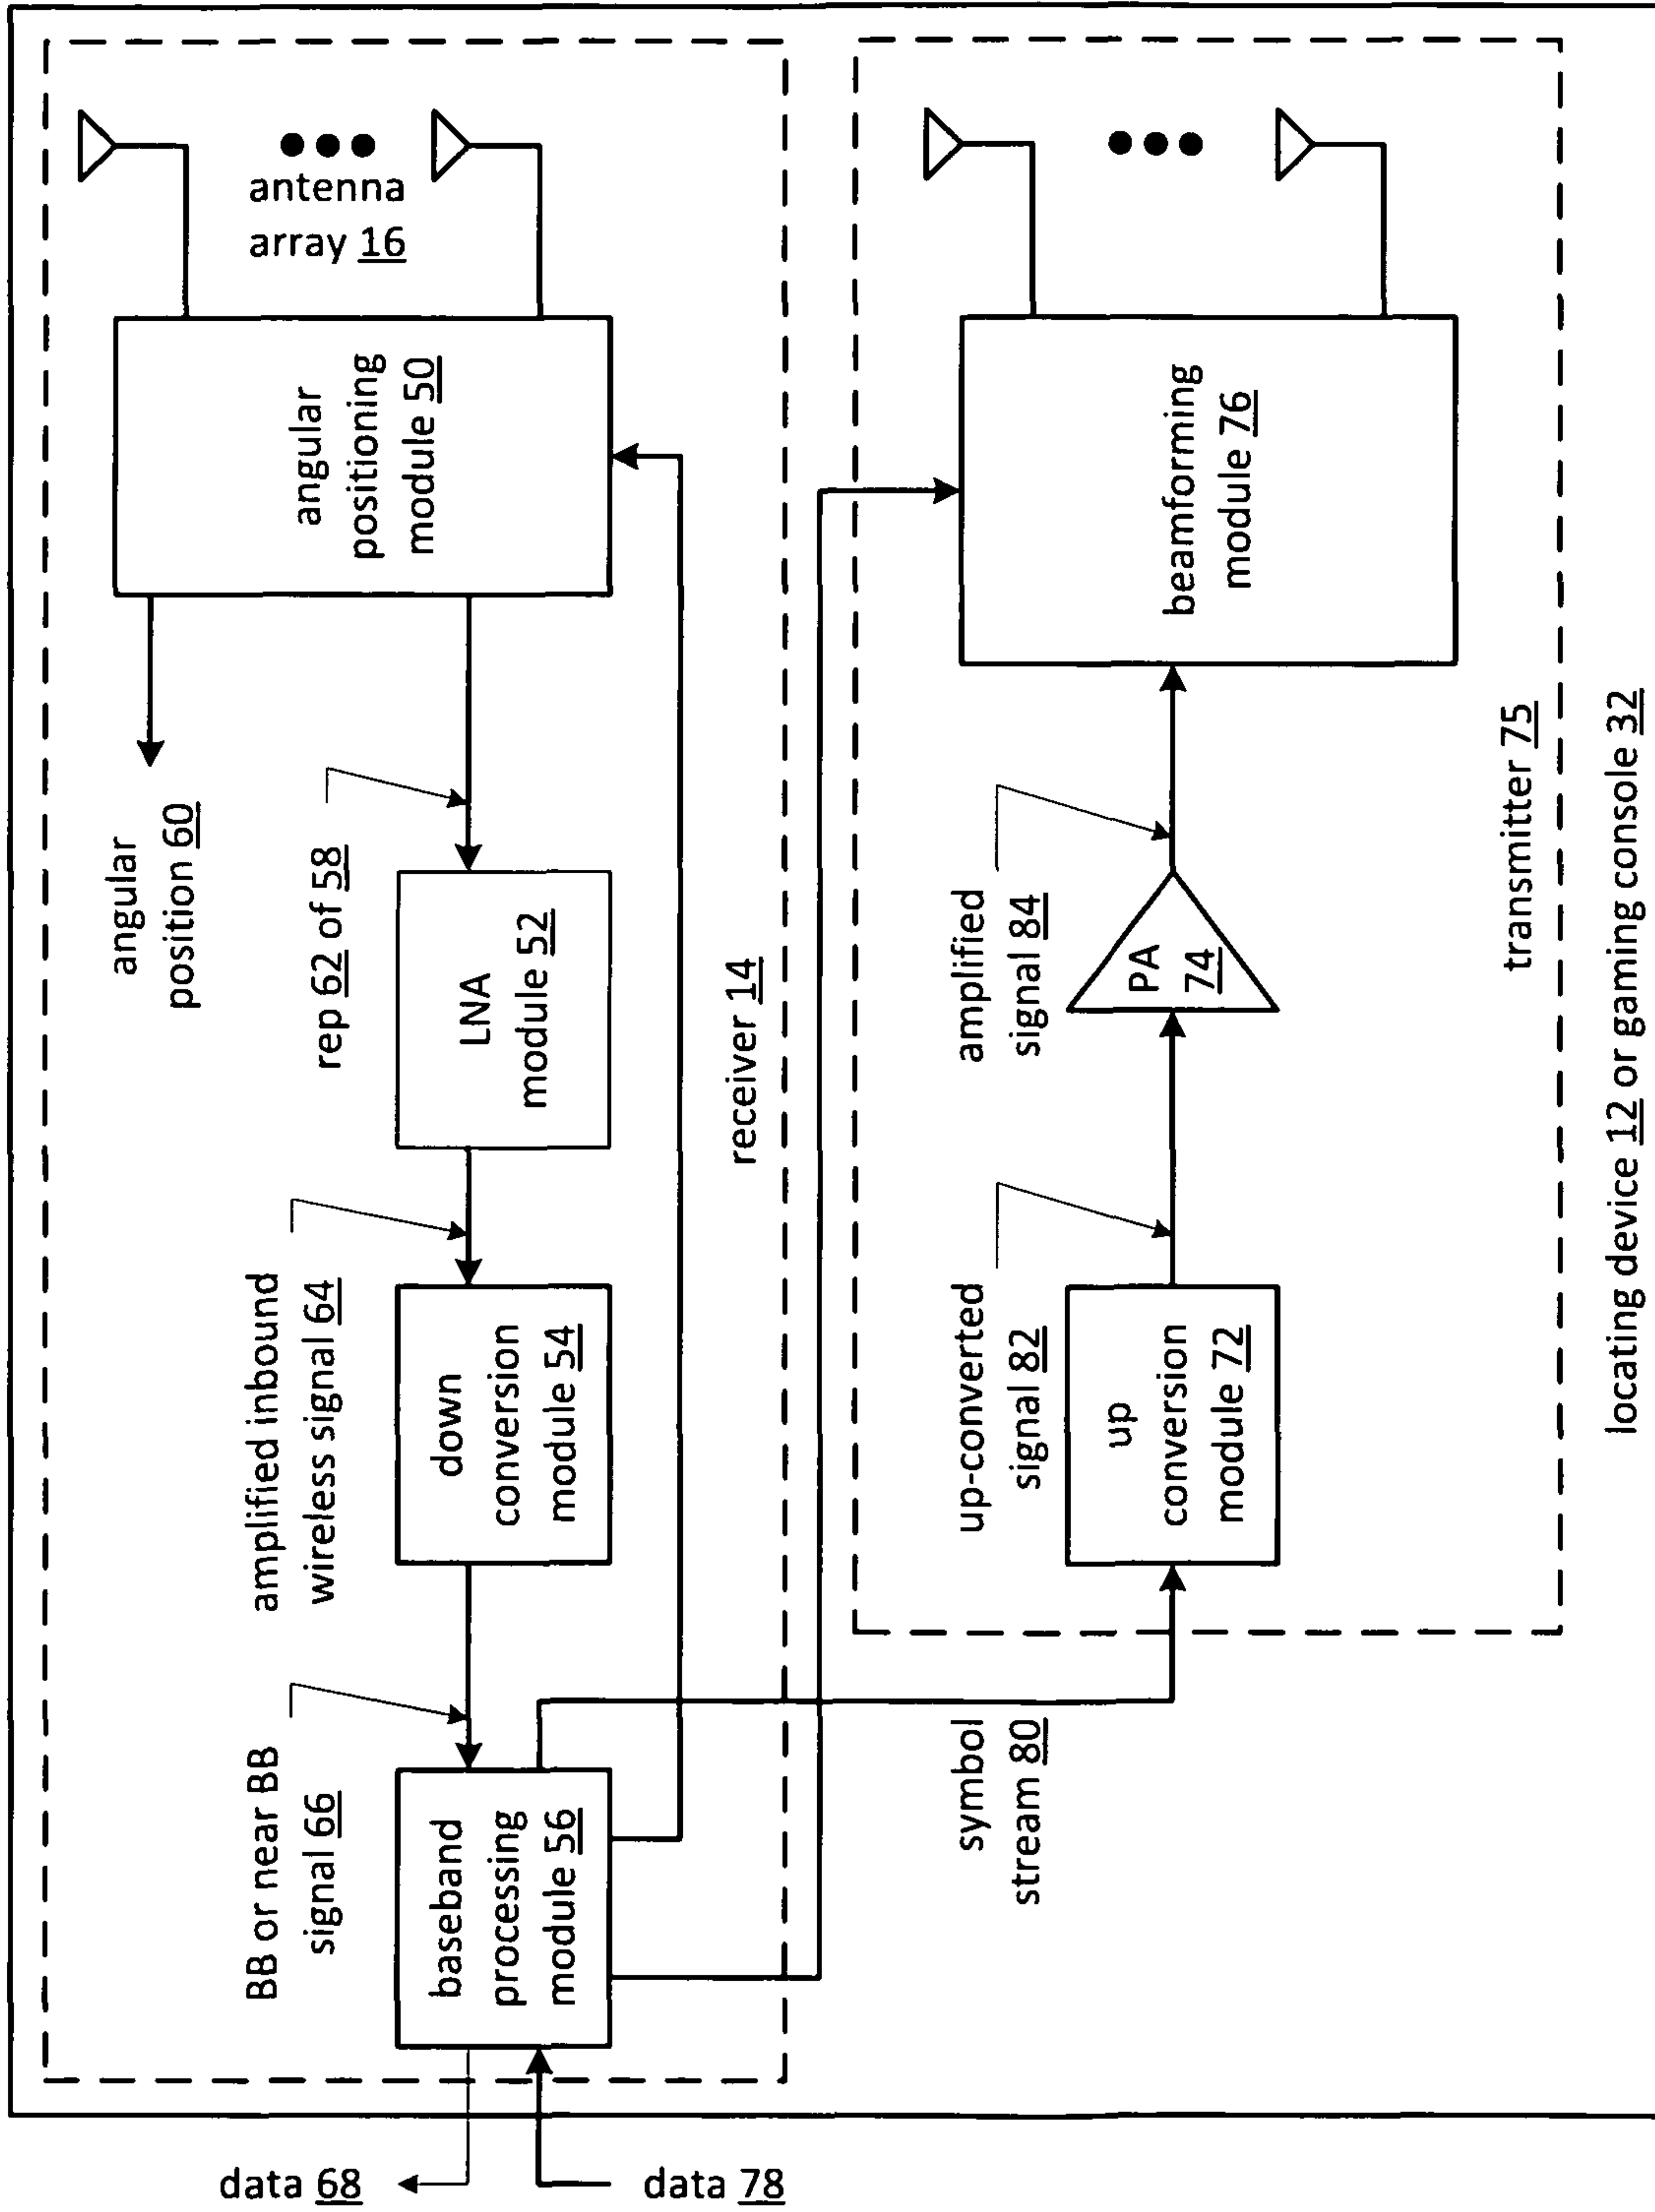 antenna
array 16
angular
positioning
module 50
angular
position 60
rep 62 of 58
LNA
module 52
amplified inbound
wireless signal 64
down
conversion
module 54
BB or near BB
signal 66
baseband
processing
module 56
data 68
data 78
receiver 14
symbol
stream 80
up-converted
signal 82
up
conversion
module 72
amplified
signal 84
PA
74
beamforming
module 76
transmitter 75
locating device 12 or gaming console 32